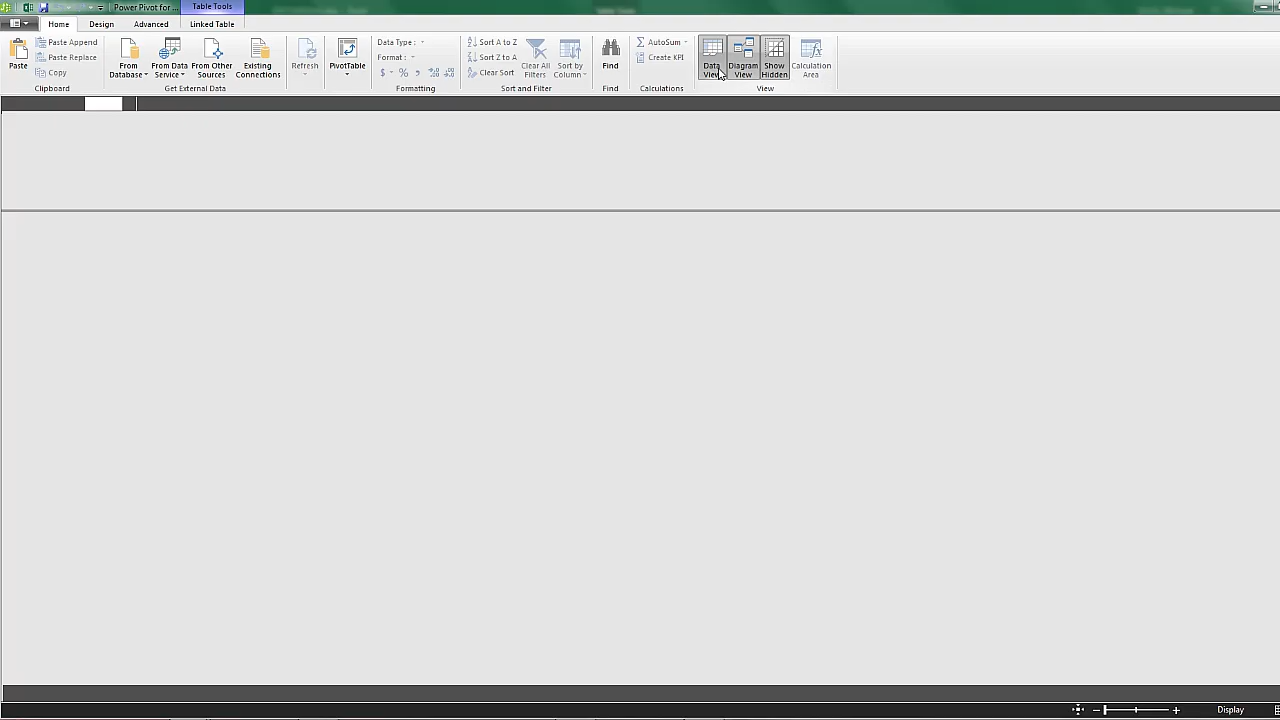 Power Pivot for ...
Table Tools
Home
Design
Advanced
Linked Table
Paste
Paste Append
Paste Replace
Copy
Clipboard
From
Database
From Data
Service
From Other
Sources
Existing
Connections
Get External Data
Refresh
PivotTable
Data Type :
Format :
$ % ,
Formatting
Sort A to Z
Sort Z to A
Clear Sort
Clear All
Filters
Sort by
Column
Sort and Filter
Find
Find
AutoSum
Create KPI
Calculations
Data
View
Diagram
View
Show
Hidden
Calculation
Area
View
Display